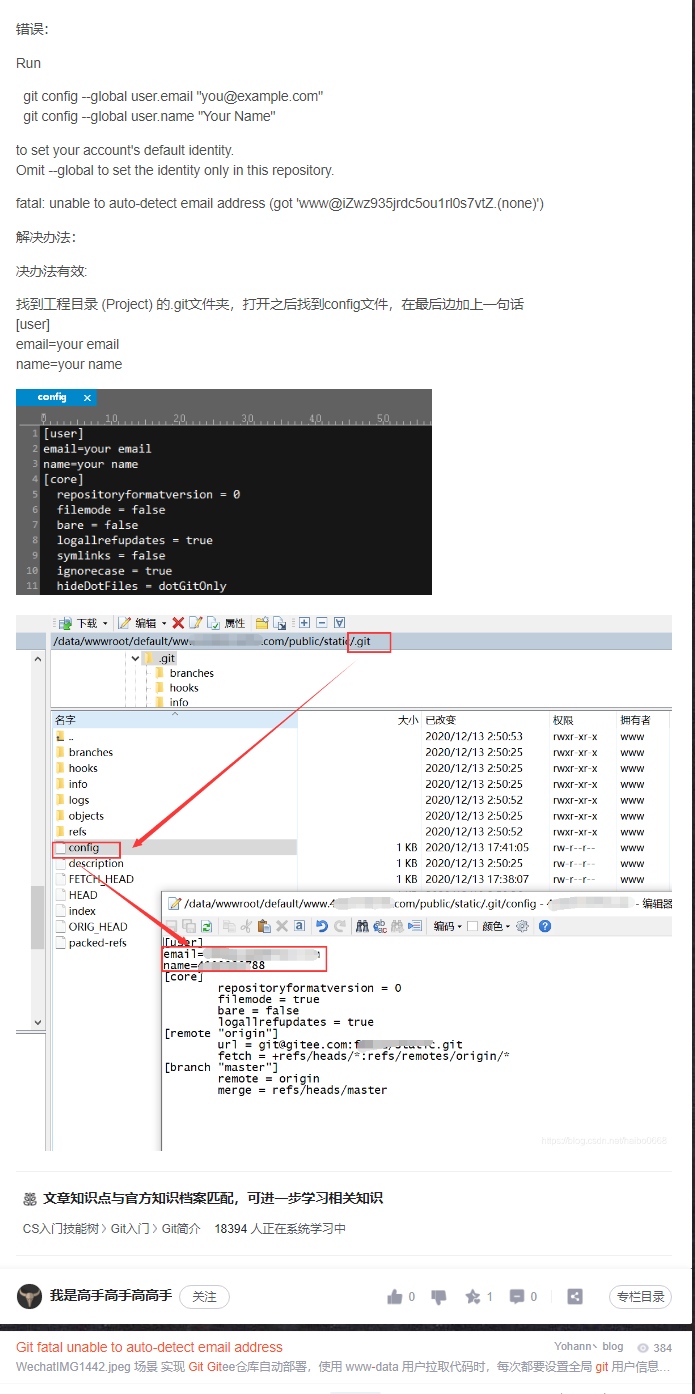 错误：
Run
git config --global user.email "you@example.com"
git config --global user.name "Your Name"
to set your account's default identity.
Omit --global to set the identity only in this repository.
fatal: unable to auto-detect email address (got 'www@iZwz935jrdc5ou1rl0s7vtZ.(none)')
解决办法：
决办法有效:
找到工程目录 (Project) 的.git文件夹，打开之后找到config文件，在最后边加上一句话
[user]
email=your email
name=your name
config ×
0 10 20 30 40 50
1 [user]
2 email=your email
3 name=your name
4 [core]
5 repositoryformatversion = 0
6 filemode = false
7 bare = false
8 logallrefupdates = true
9 symlinks = false
10 ignorecase = true
11 hideDotFiles = dotGitOnly
下载 编辑 属性
/data/wwwroot/default/www. .com/public/static/.git
.git
branches
hooks
info
名字 大小 已改变 权限 拥有者
.. 2020/12/13 2:50:53 rwxr-xr-x www
branches 2020/12/13 2:50:25 rwxr-xr-x www
hooks 2020/12/13 2:50:25 rwxr-xr-x www
info 2020/12/13 2:50:25 rwxr-xr-x www
logs 2020/12/13 2:50:52 rwxr-xr-x www
objects 2020/12/13 2:50:25 rwxr-xr-x www
refs 2020/12/13 2:50:52 rwxr-xr-x www
config 1 KB 2020/12/13 17:41:05 rw-r--r-- www
description 1 KB 2020/12/13 2:50:25 rw-r--r-- www
FETCH_HEAD 1 KB 2020/12/13 17:38:07 rw-r--r-- www
HEAD
index
ORIG_HEAD
packed-refs
/data/wwwroot/default/www.4 com/public/static/.git/config - 4 - 编辑器
编码 颜色
[user]
email=
name= 788
[core]
repositoryformatversion = 0
filemode = true
bare = false
logallrefupdates = true
[remote "origin"]
url = git@gitee.com:f .git
fetch = +refs/heads/*:refs/remotes/origin/*
[branch "master"]
remote = origin
merge = refs/heads/master
文章知识点与官方知识档案匹配，可进一步学习相关知识
CS入门技能树 > Git入门 > Git简介 18394 人正在系统学习中
我是高手高手高高手 关注 0 1 0 专栏目录
Git fatal unable to auto-detect email address Yohann丶 blog 384
WechatIMG1442.jpeg 场景 实现 Git Gitee仓库自动部署，使用 www-data 用户拉取代码时，每次都要设置全局 git 用户信息…